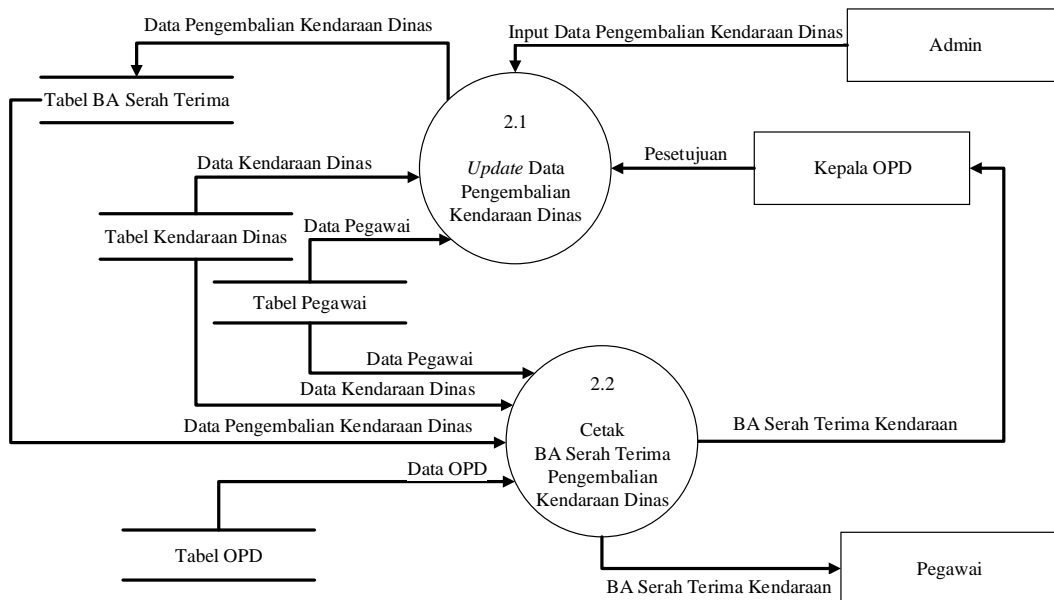 Data Pengembalian Kendaraan Dinas
Input Data Pengembalian Kendaraan Dinas
Admin
Tabel BA Serah Terima
2.1
Update Data
Pengembalian
Kendaraan Dinas
Pesetujuan
Kepala OPD
Data Kendaraan Dinas
Tabel Kendaraan Dinas
Data Pegawai
Tabel Pegawai
Data Pegawai
Data Kendaraan Dinas
Data Pengembalian Kendaraan Dinas
2.2
Cetak
BA Serah Terima
Pengembalian
Kendaraan Dinas
BA Serah Terima Kendaraan
Data OPD
Tabel OPD
BA Serah Terima Kendaraan
Pegawai